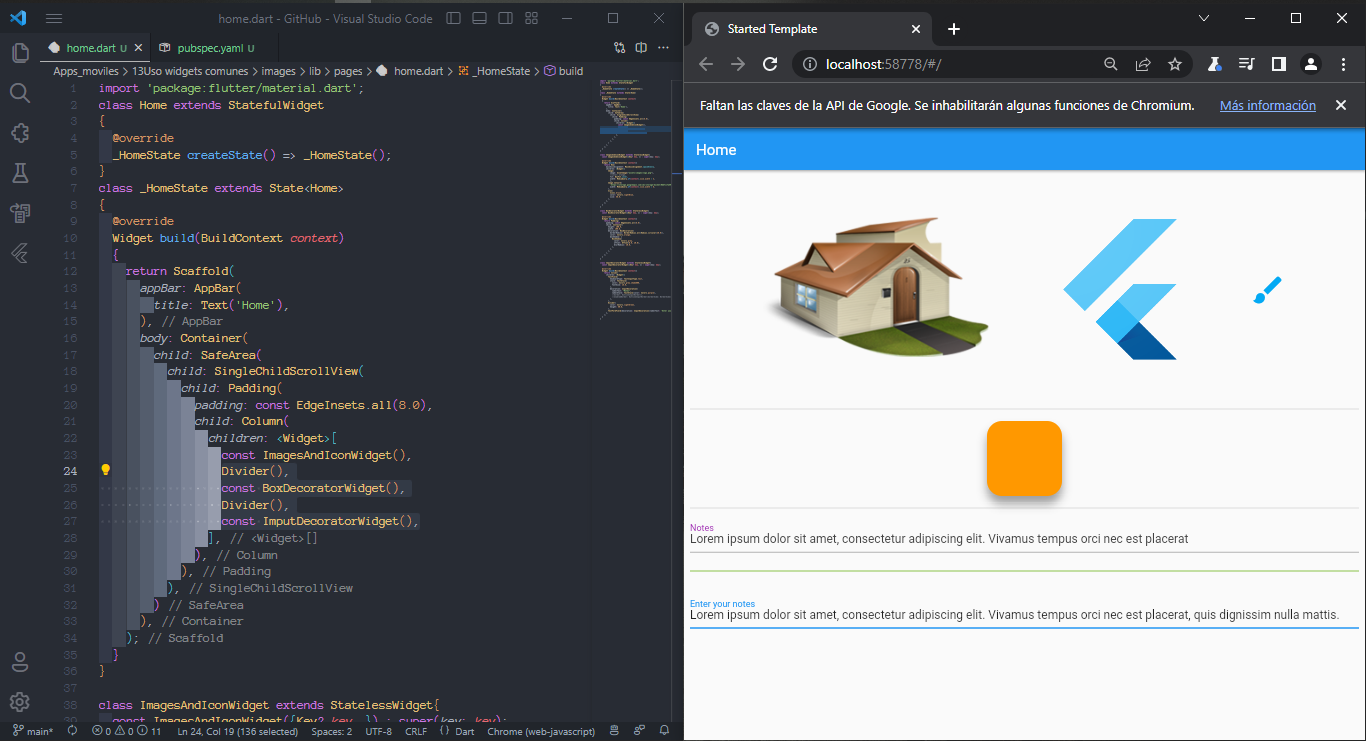 home.dart - GitHub - Visual Studio Code
home.dart U
pubspec.yaml U
Apps_moviles > 13Uso widgets comunes > images > lib > pages > home.dart > _HomeState > build
1 import 'package:flutter/material.dart';
2 class Home extends StatefulWidget
3 {
4 @override
5 _HomeState createState() => _HomeState();
6 }
7 class _HomeState extends State<Home>
8 {
9 @override
10 Widget build(BuildContext context)
11 {
12 return Scaffold(
13 appBar: AppBar(
14 title: Text('Home'),
15 ), // AppBar
16 body: Container(
17 child: SafeArea(
18 child: SingleChildScrollView(
19 child: Padding(
20 padding: const EdgeInsets.all(8.0),
21 child: Column(
22 children: <Widget>[
23 const ImagesAndIconWidget(),
24 Divider(),
25 const BoxDecoratorWidget(),
26 Divider(),
27 const ImputDecoratorWidget(),
28 ], // <Widget>[]
29 ), // Column
30 ), // Padding
31 ), // SingleChildScrollView
32 ) // SafeArea
33 ), // Container
34 ); // Scaffold
35 }
36 }
37
38 class ImagesAndIconWidget extends StatelessWidget{
39 const ImagesAndIconWidget({Key? key, }) : super(key: key);
main* 0 0 11 Ln 24, Col 19 (136 selected) Spaces: 2 UTF-8 CRLF {} Dart Chrome (web-javascript)
Started Template
localhost:58778/#/
Faltan las claves de la API de Google. Se inhabilitarán algunas funciones de Chromium. Más información
Home
Notes
Lorem ipsum dolor sit amet, consectetur adipiscing elit. Vivamus tempus orci nec est placerat
Enter your notes
Lorem ipsum dolor sit amet, consectetur adipiscing elit. Vivamus tempus orci nec est placerat, quis dignissim nulla mattis.